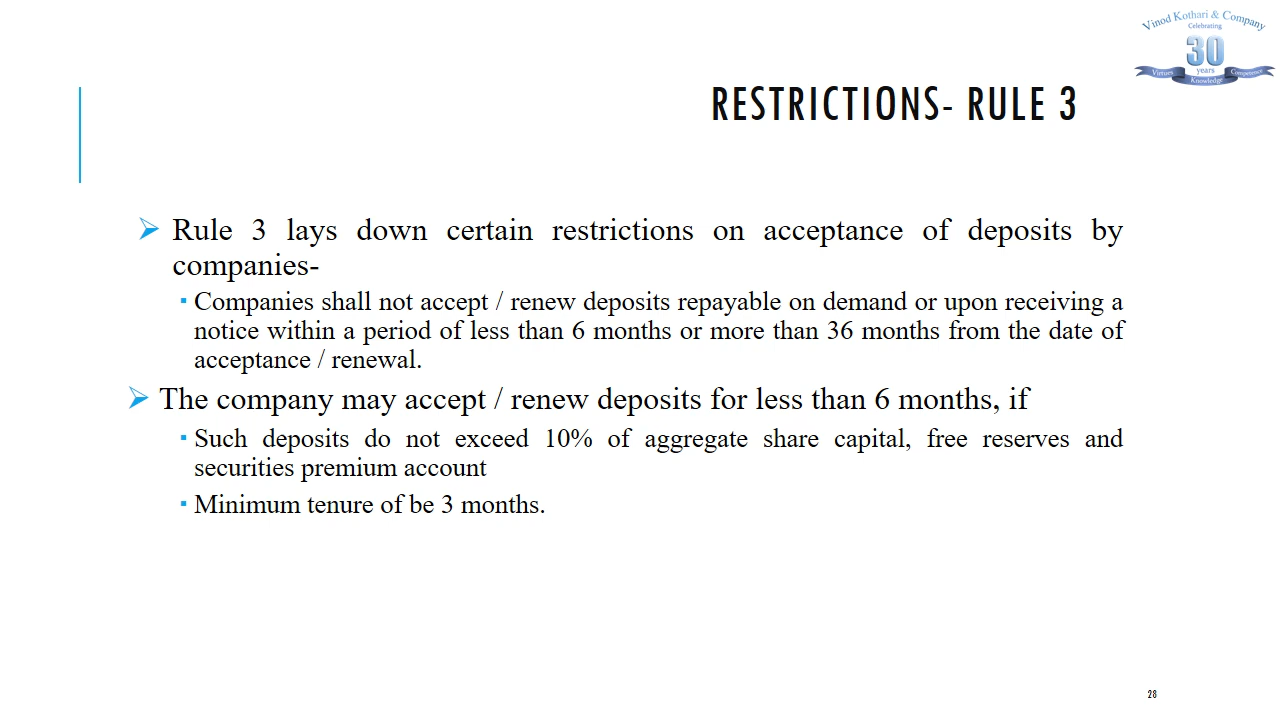 Vinod Kothari & Company
Celebrating
30
years
Virtues
Knowledge
Competence
RESTRICTIONS- RULE 3
Rule 3 lays down certain restrictions on acceptance of deposits by
companies-
Companies shall not accept / renew deposits repayable on demand or upon receiving a
notice within a period of less than 6 months or more than 36 months from the date of
acceptance / renewal.
The company may accept / renew deposits for less than 6 months, if
Such deposits do not exceed 10% of aggregate share capital, free reserves and
securities premium account
Minimum tenure of be 3 months.
28